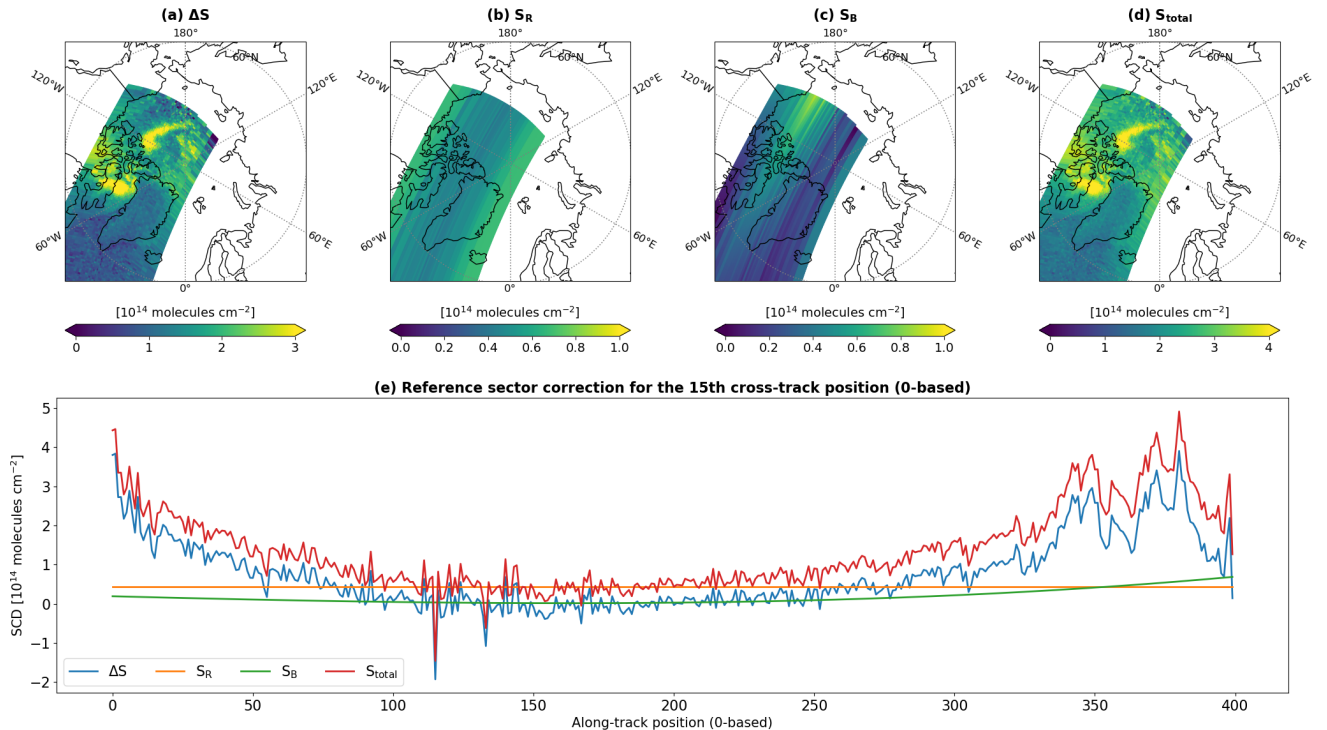 (a) ΔS
(b) S_R
(c) S_B
(d) S_total
180°
60°N
120°W
120°E
60°W
60°E
0°
180°
60°N
120°W
120°E
60°W
60°E
0°
180°
60°N
120°W
120°E
60°W
60°E
0°
180°
60°N
120°W
120°E
60°W
60°E
0°
[10¹⁴ molecules cm⁻²]
0 1 2 3
[10¹⁴ molecules cm⁻²]
0.0 0.2 0.4 0.6 0.8 1.0
[10¹⁴ molecules cm⁻²]
0.0 0.2 0.4 0.6 0.8 1.0
[10¹⁴ molecules cm⁻²]
0 1 2 3 4
(e) Reference sector correction for the 15th cross-track position (0-based)
SCD [10¹⁴ molecules cm⁻²]
5
4
3
2
1
0
−1
−2
ΔS S_R S_B S_total
0 50 100 150 200 250 300 350 400
Along-track position (0-based)